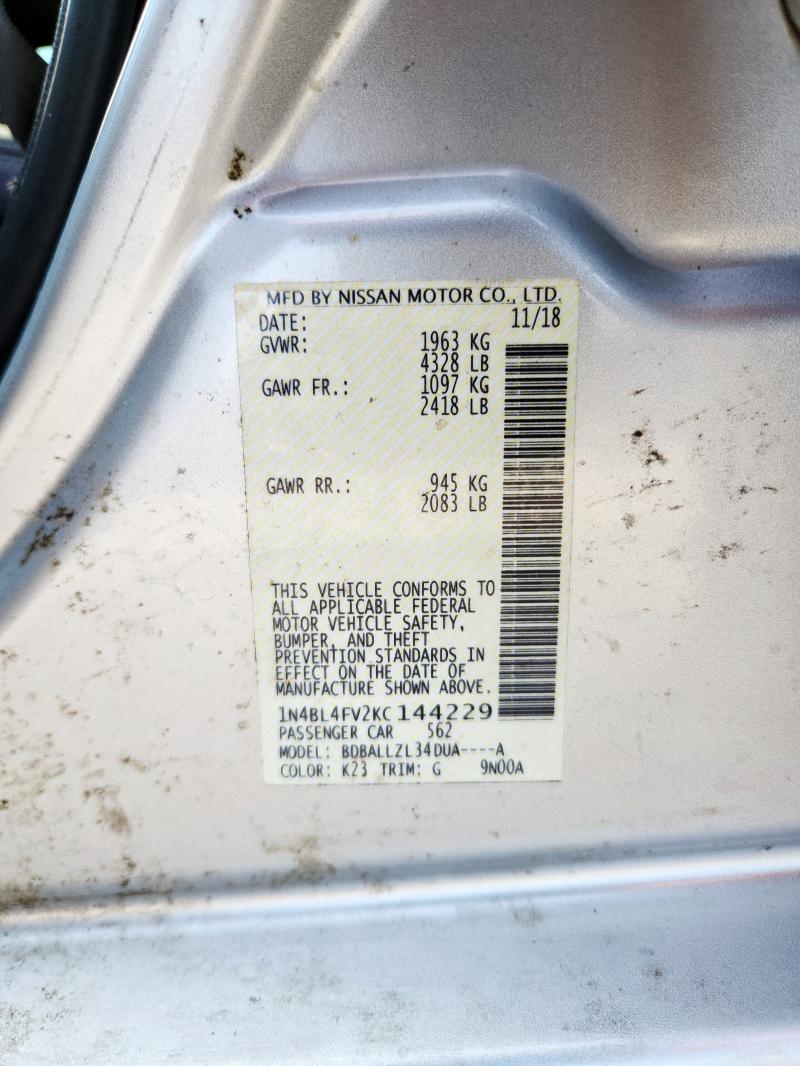 MFD BY NISSAN MOTOR CO., LTD.
DATE: 11/18
GVWR: 1963 KG
4328 LB
GAWR FR.: 1097 KG
2418 LB
GAWR RR.: 945 KG
2083 LB
THIS VEHICLE CONFORMS TO
ALL APPLICABLE FEDERAL
MOTOR VEHICLE SAFETY,
BUMPER, AND THEFT
PREVENTION STANDARDS IN
EFFECT ON THE DATE OF
MANUFACTURE SHOWN ABOVE.
1N4BL4FV2KC144229
PASSENGER CAR 562
MODEL: BDBALLZL34DUA----A
COLOR: K23 TRIM: G 9N00A